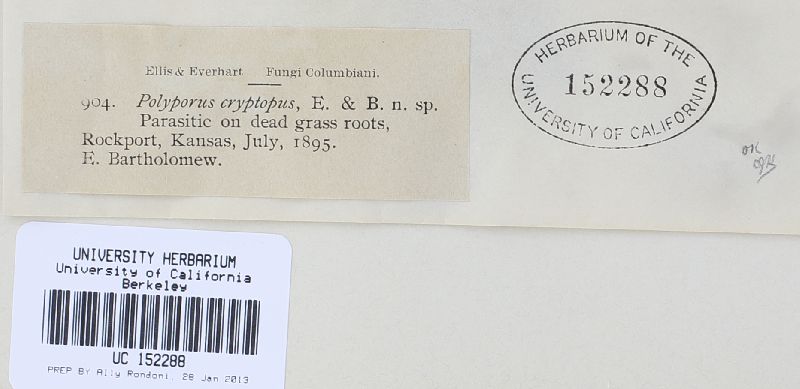 Ellis & Everhart Fungi Columbiani.
904. Polyporus cryptopus, E. & B. n. sp.
Parasitic on dead grass roots,
Rockport, Kansas, July, 1895.
E. Bartholomew.
HERBARIUM OF THE
152288
UNIVERSITY OF CALIFORNIA
UNIVERSITY HERBARIUM
University of California
Berkeley
UC 152288
PREP BY Ally Rondoni, 28 Jan 2013